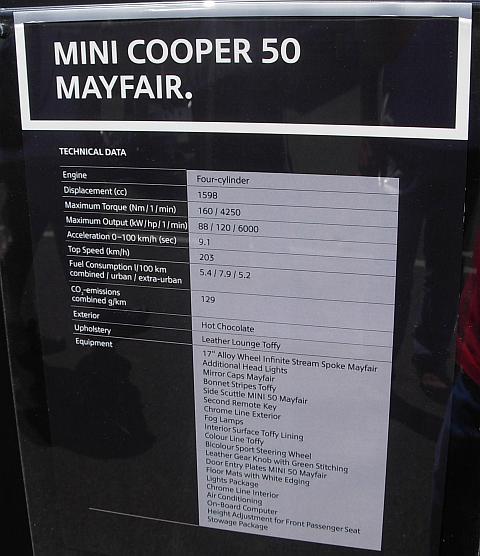 MINI COOPER 50
MAYFAIR.
TECHNICAL DATA
Engine Four-cylinder
Displacement (cc) 1598
Maximum Torque (Nm/1/min) 160 / 4250
Maximum Output (kW/hp/1/min) 88 / 120 / 6000
Acceleration 0–100 km/h (sec) 9.1
Top Speed (km/h) 203
Fuel Consumption l/100 km
combined / urban / extra-urban 5.4 / 7.9 / 5.2
CO₂-emissions
combined g/km 129
Exterior Hot Chocolate
Upholstery Leather Lounge Toffy
Equipment 17" Alloy Wheel Infinite Stream Spoke Mayfair
Additional Head Lights
Mirror Caps Mayfair
Bonnet Stripes Toffy
Side Scuttle MINI 50 Mayfair
Second Remote Key
Chrome Line Exterior
Fog Lamps
Interior Surface Toffy Lining
Colour Line Toffy
Bicolour Sport Steering Wheel
Leather Gear Knob with Green Stitching
Door Entry Plates MINI 50 Mayfair
Floor Mats with White Edging
Lights Package
Chrome Line Interior
Air Conditioning
On-Board Computer
Height Adjustment for Front Passenger Seat
Stowage Package